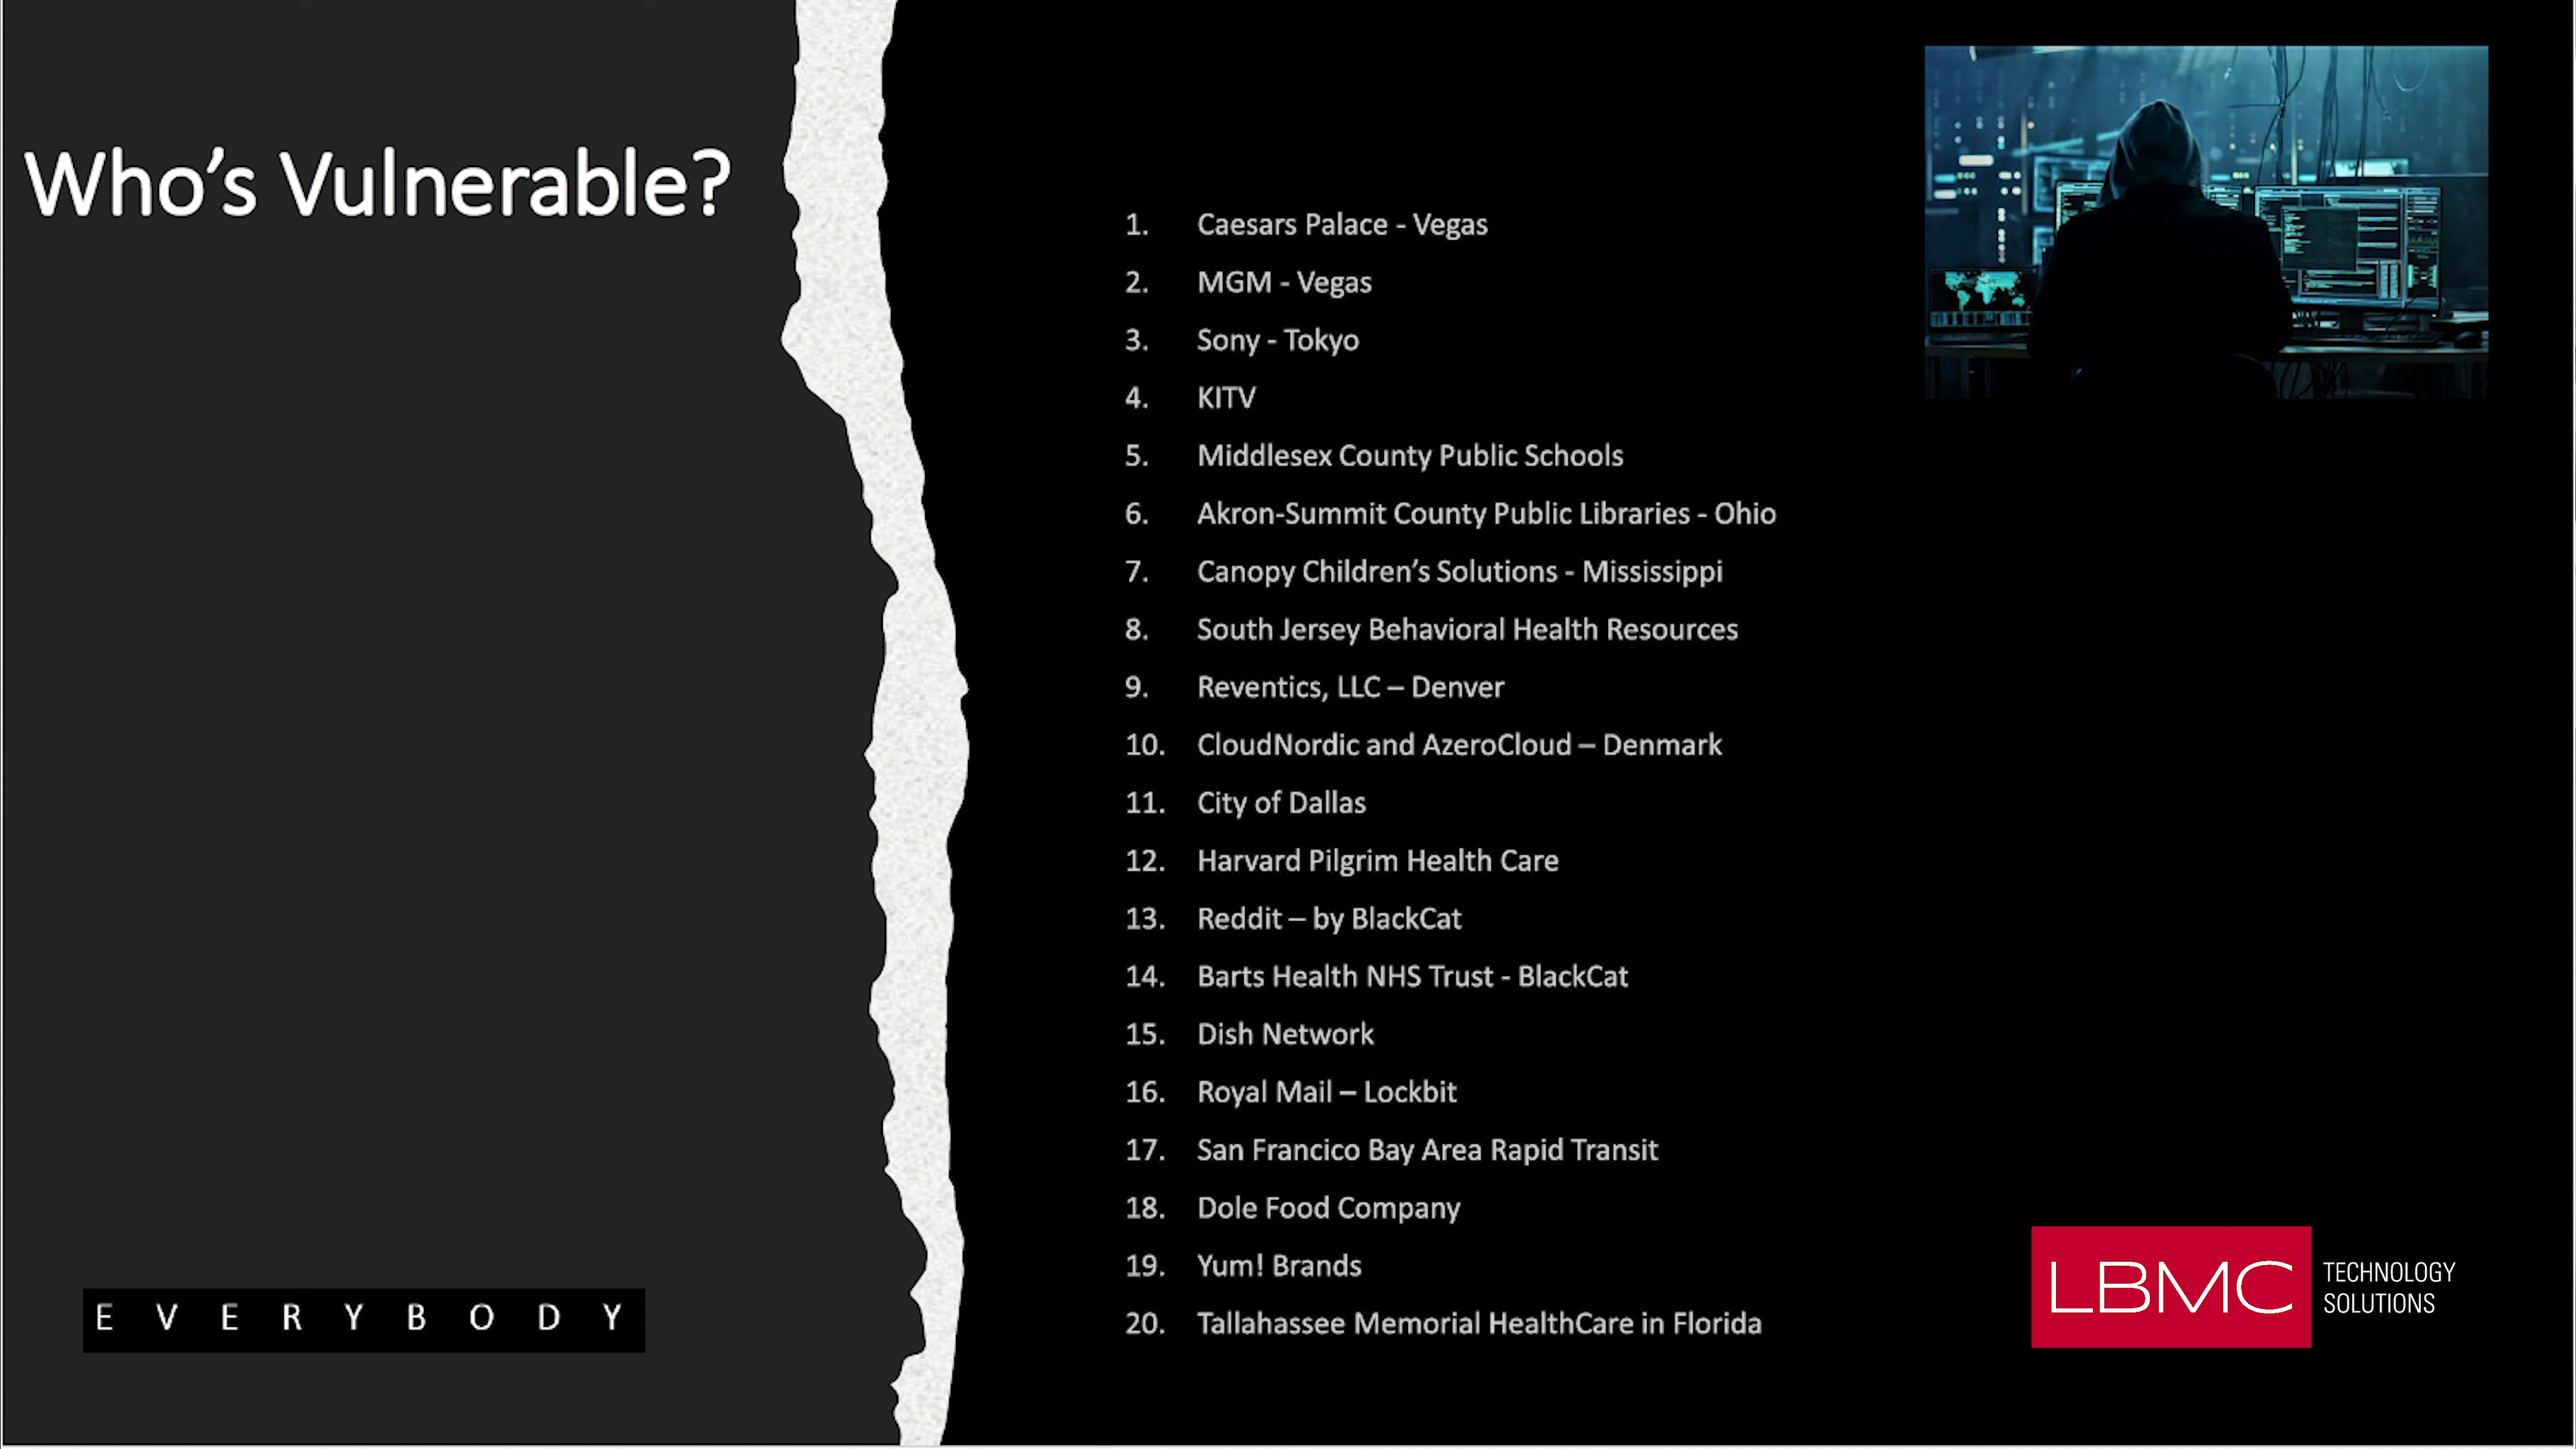 Who’s Vulnerable?
E V E R Y B O D Y
1. Caesars Palace - Vegas
2. MGM - Vegas
3. Sony - Tokyo
4. KITV
5. Middlesex County Public Schools
6. Akron-Summit County Public Libraries - Ohio
7. Canopy Children’s Solutions - Mississippi
8. South Jersey Behavioral Health Resources
9. Reventics, LLC – Denver
10. CloudNordic and AzeroCloud – Denmark
11. City of Dallas
12. Harvard Pilgrim Health Care
13. Reddit – by BlackCat
14. Barts Health NHS Trust - BlackCat
15. Dish Network
16. Royal Mail – Lockbit
17. San Francico Bay Area Rapid Transit
18. Dole Food Company
19. Yum! Brands
20. Tallahassee Memorial HealthCare in Florida
LBMC
TECHNOLOGY
SOLUTIONS